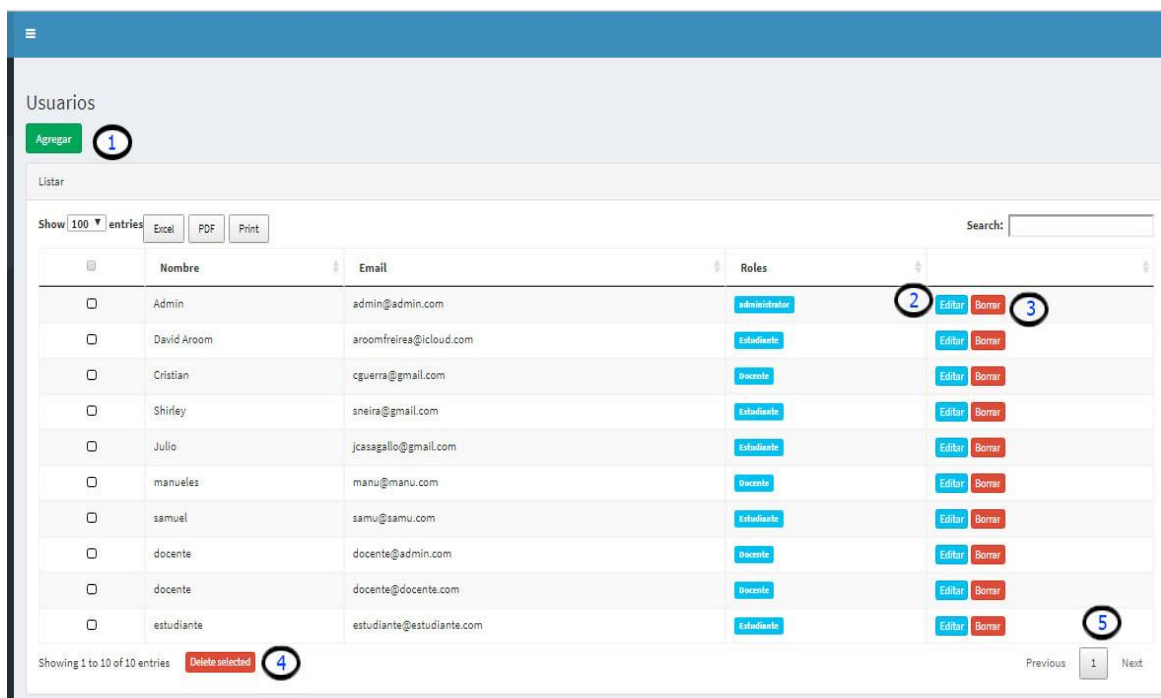 Usuarios
Agregar 1
Listar
Show 100 entries Excel PDF Print Search:
Nombre Email Roles
Admin admin@admin.com administrator 2 Editar Borrar 3
David Aroom aroomfreirea@icloud.com Estudiante Editar Borrar
Cristian cguerra@gmail.com Docente Editar Borrar
Shirley sneira@gmail.com Estudiante Editar Borrar
Julio jcasagallo@gmail.com Estudiante Editar Borrar
manueles manu@manu.com Docente Editar Borrar
samuel samu@samu.com Estudiante Editar Borrar
docente docente@admin.com Docente Editar Borrar
docente docente@docente.com Docente Editar Borrar
estudiante estudiante@estudiante.com Estudiante Editar Borrar 5
Showing 1 to 10 of 10 entries Delete selected 4 Previous 1 Next